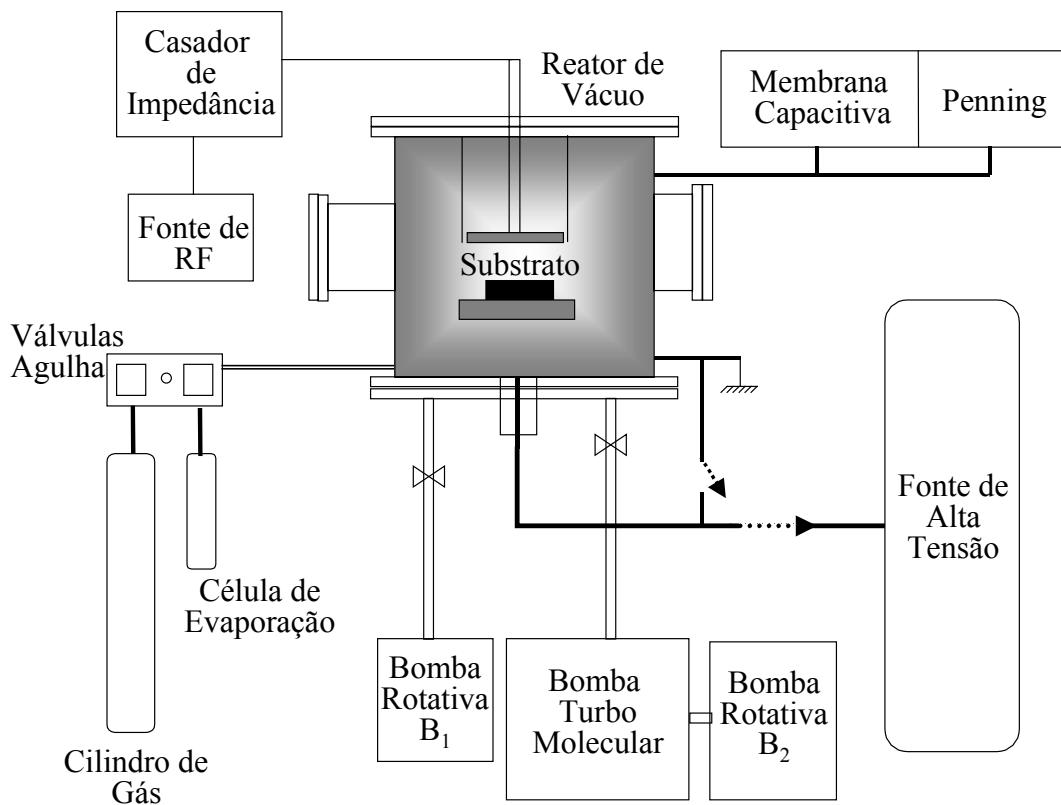 Casador
de
Impedância
Reator de
Vácuo
Membrana
Capacitiva
Penning
Fonte de
RF
Substrato
Válvulas
Agulha
Fonte de
Alta
Tensão
Célula de
Evaporação
Bomba
Rotativa
B₁
Bomba
Turbo
Molecular
Bomba
Rotativa
B₂
Cilindro de
Gás